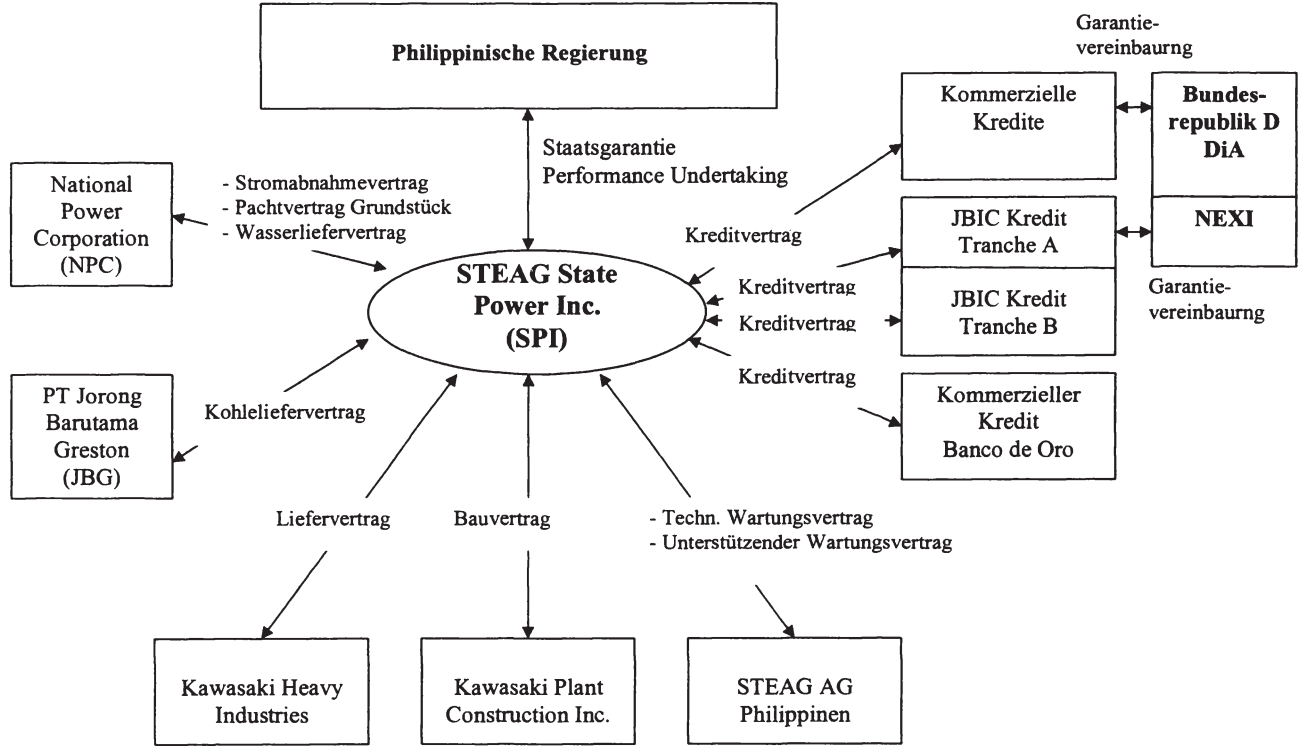 Garantie-
vereinbaurng
Philippinische Regierung
Kommerzielle
Kredite
Bundes-
republik D
DiA
Staatsgarantie
Performance Undertaking
National
Power
Corporation
(NPC)
- Stromabnahmevertrag
- Pachtvertrag Grundstück
- Wasserliefervertrag
JBIC Kredit
Tranche A
NEXI
Kreditvertrag
STEAG State
Power Inc.
(SPI)
Kreditvertrag
JBIC Kredit
Tranche B
Garantie-
vereinbaurng
Kreditvertrag
Kreditvertrag
PT Jorong
Barutama
Greston
(JBG)
Kohleliefervertrag
Kommerzieller
Kredit
Banco de Oro
Liefervertrag
Bauvertrag
- Techn. Wartungsvertrag
- Unterstützender Wartungsvertrag
Kawasaki Heavy
Industries
Kawasaki Plant
Construction Inc.
STEAG AG
Philippinen